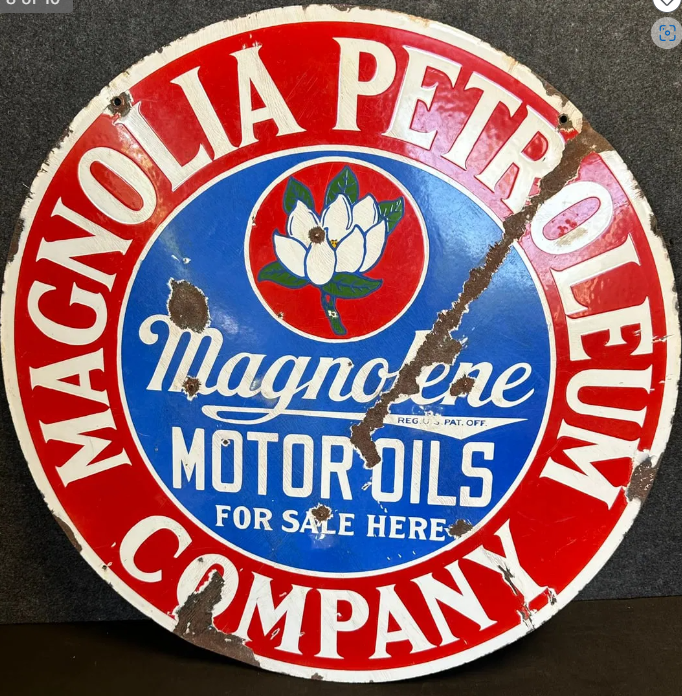 MAGNOLIA PETROLEUM
Magnolene
REG. U.S. PAT. OFF.
MOTOR OILS
FOR SALE HERE
COMPANY